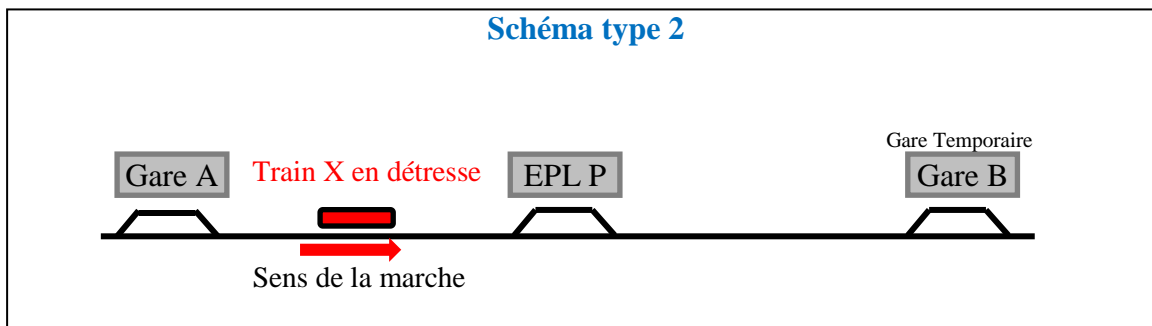 Schéma type 2
Gare Temporaire
Gare A
Train X en détresse
EPL P
Gare B
Sens de la marche